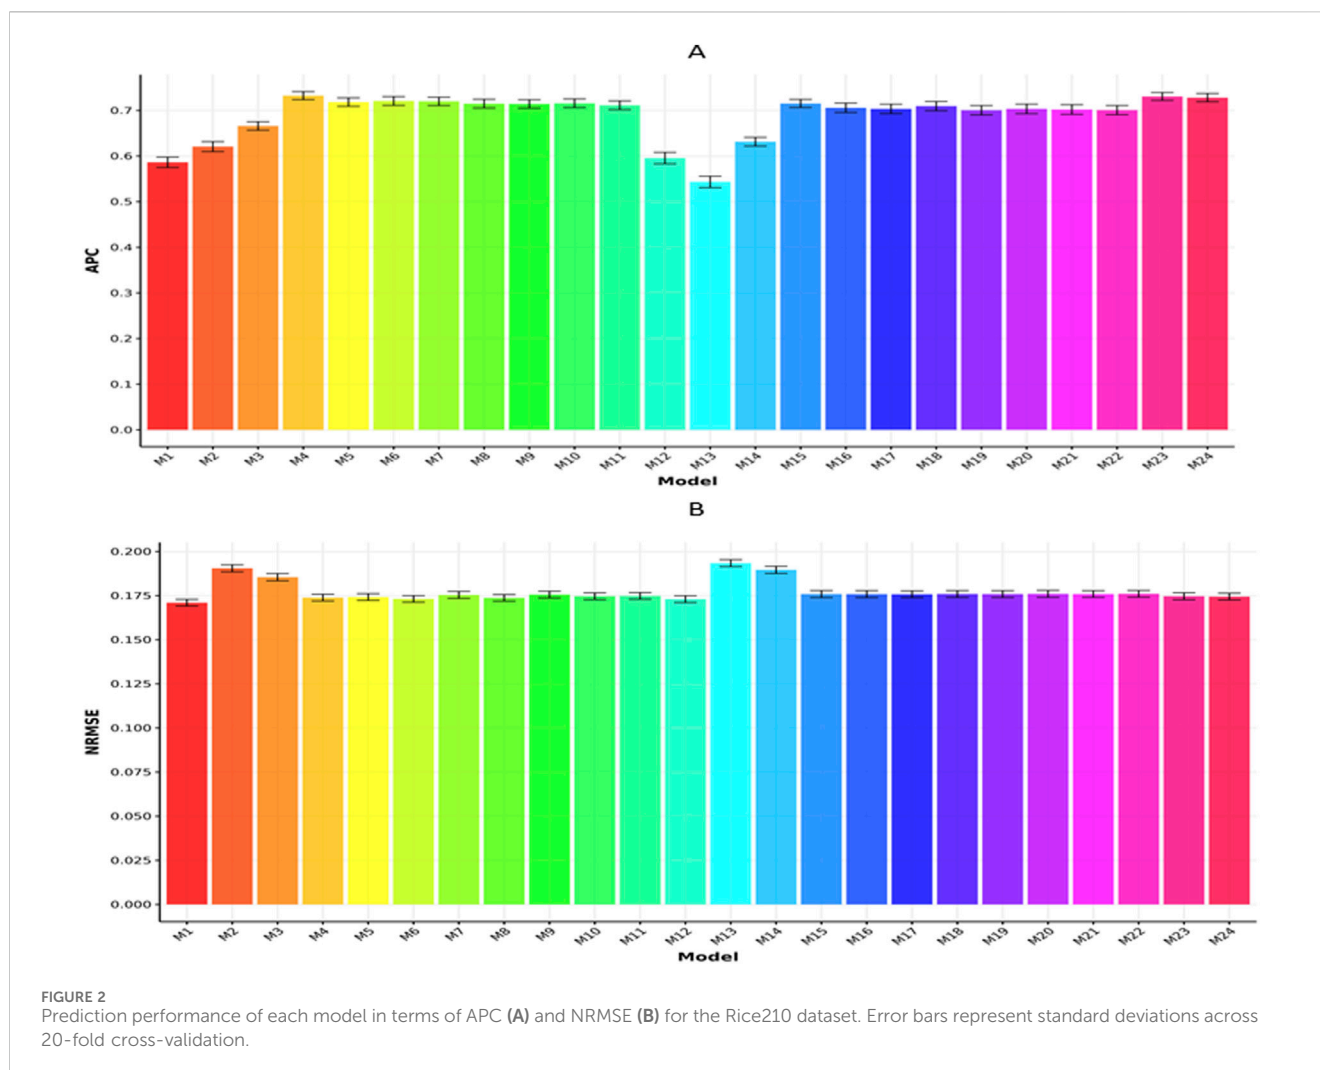 A
APC
0.7
0.6
0.5
0.4
0.3
0.2
0.1
0.0
M1 M2 M3 M4 M5 M6 M7 M8 M9 M10 M11 M12 M13 M14 M15 M16 M17 M18 M19 M20 M21 M22 M23 M24
Model
B
NRMSE
0.200
0.175
0.150
0.125
0.100
0.075
0.050
0.025
0.000
M1 M2 M3 M4 M5 M6 M7 M8 M9 M10 M11 M12 M13 M14 M15 M16 M17 M18 M19 M20 M21 M22 M23 M24
Model
FIGURE 2
Prediction performance of each model in terms of APC (A) and NRMSE (B) for the Rice210 dataset. Error bars represent standard deviations across
20-fold cross-validation.